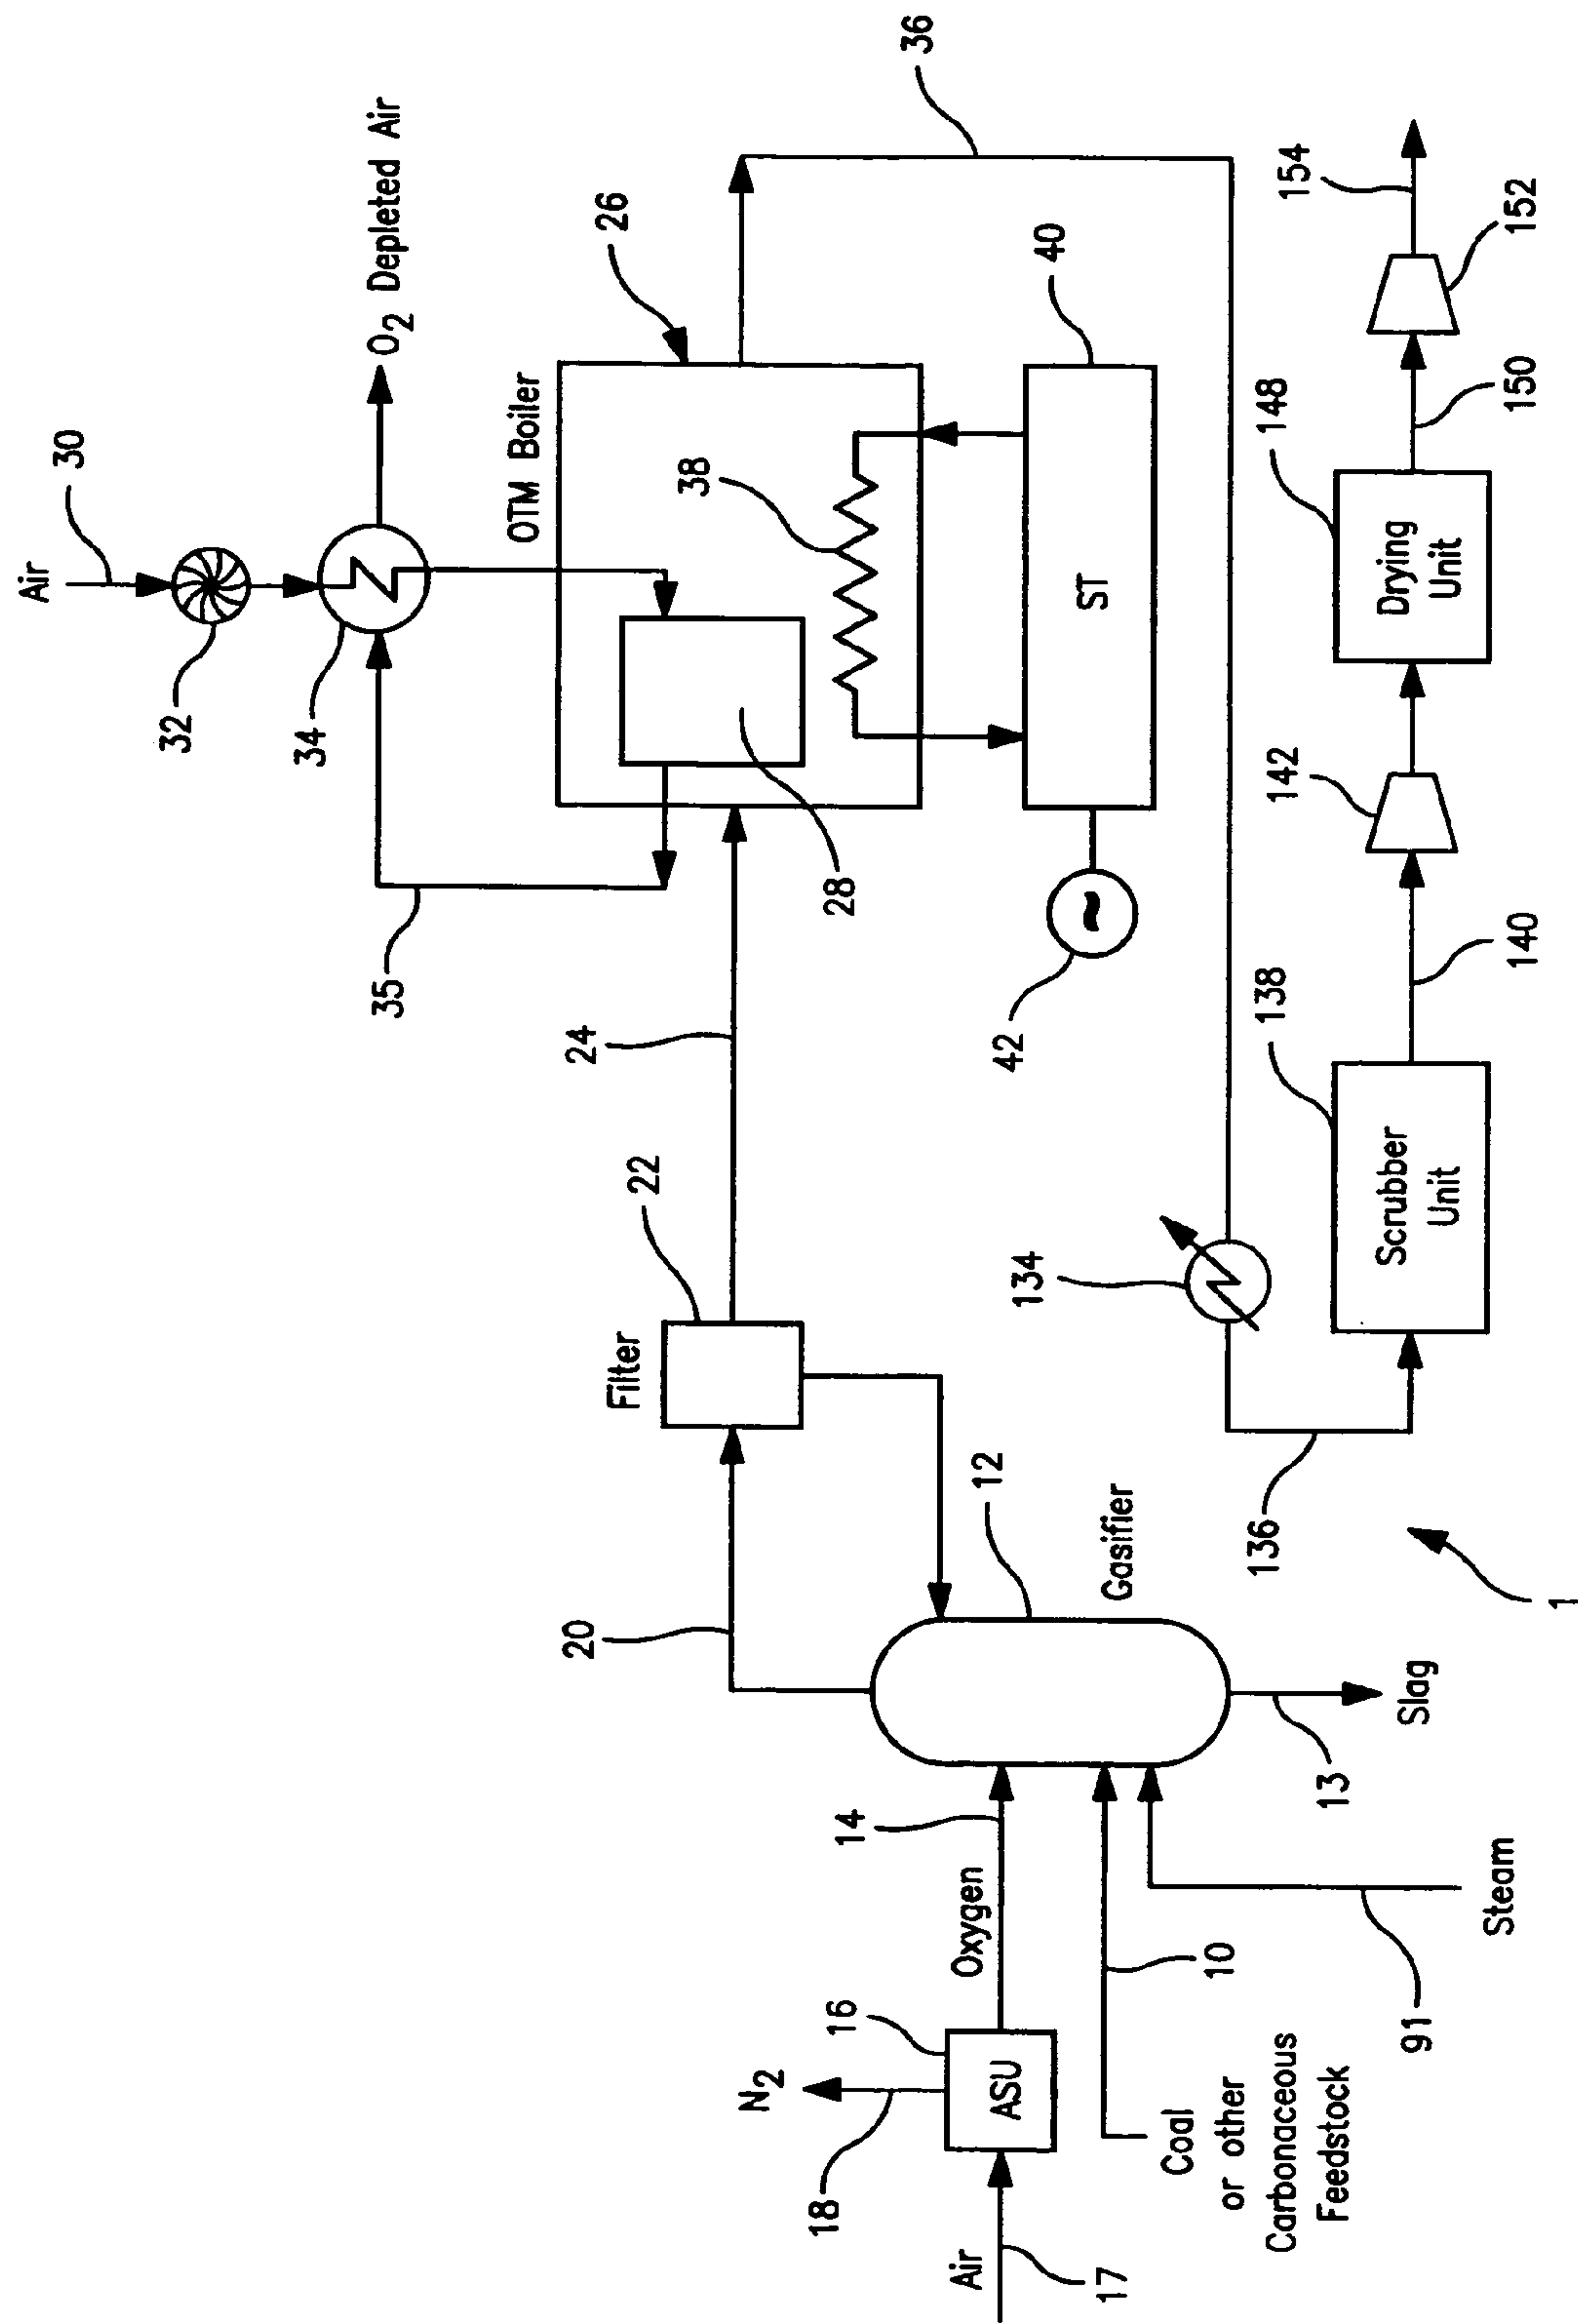 Air
30
32
34
O2 Depleted Air
35
OTM Boiler
26
36
28
38
24
ST
40
42
Filter
22
20
12
Gasifier
N2
18
16
ASU
Air
17
Oxygen
14
10
Coal
or other
Carbonaceous
Feedstock
91
Steam
13
Slag
134
136
1
138
Scrubber
Unit
140
142
148
Drying
Unit
150
152
154